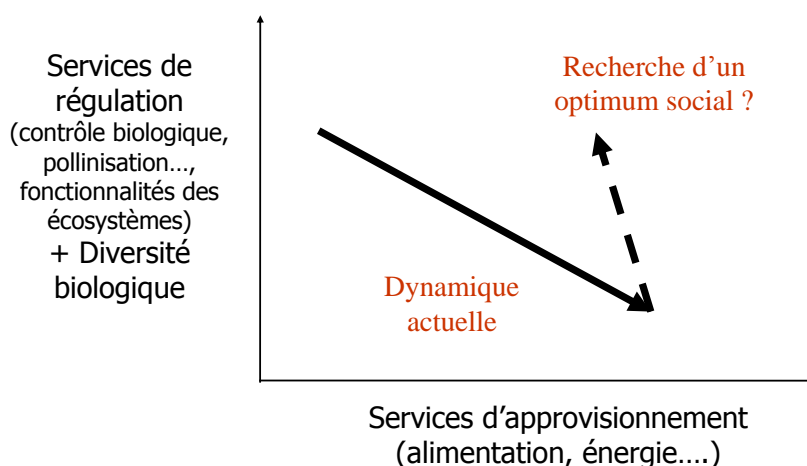 Services de
régulation
(contrôle biologique,
pollinisation...,
fonctionnalités des
écosystèmes)
+ Diversité
biologique
Recherche d’un
optimum social ?
Dynamique
actuelle
Services d’approvisionnement
(alimentation, énergie....)